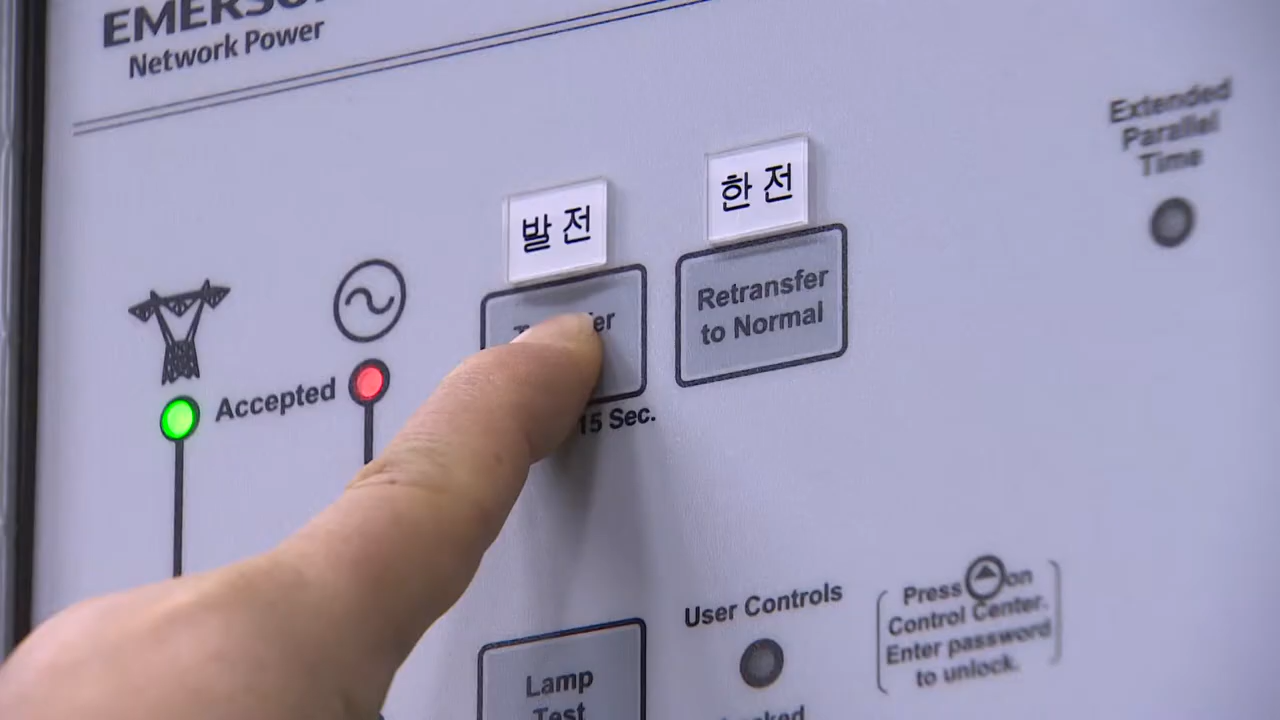 Network Power
Extended
Parallel
Time
발전
한전
Retransfer
to Normal
Accepted
15 Sec.
User Controls
Press on
Control Center.
Enter password
to unlock.
Lamp
Test